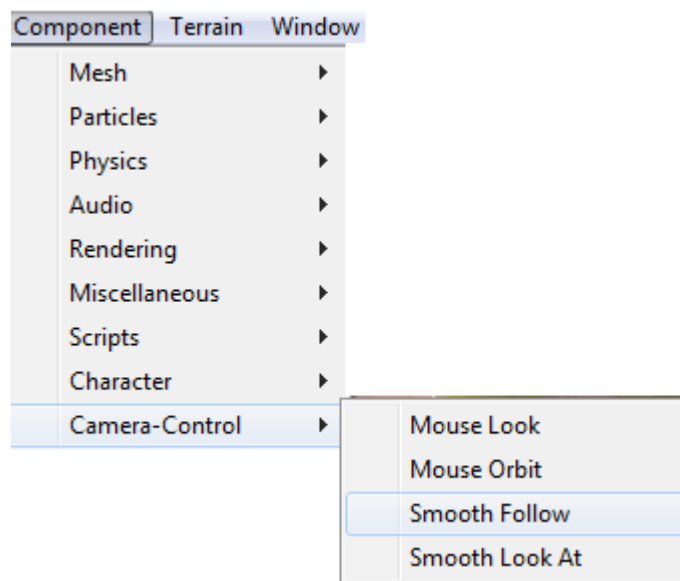 Component Terrain Window
Mesh
Particles
Physics
Audio
Rendering
Miscellaneous
Scripts
Character
Camera-Control
Mouse Look
Mouse Orbit
Smooth Follow
Smooth Look At